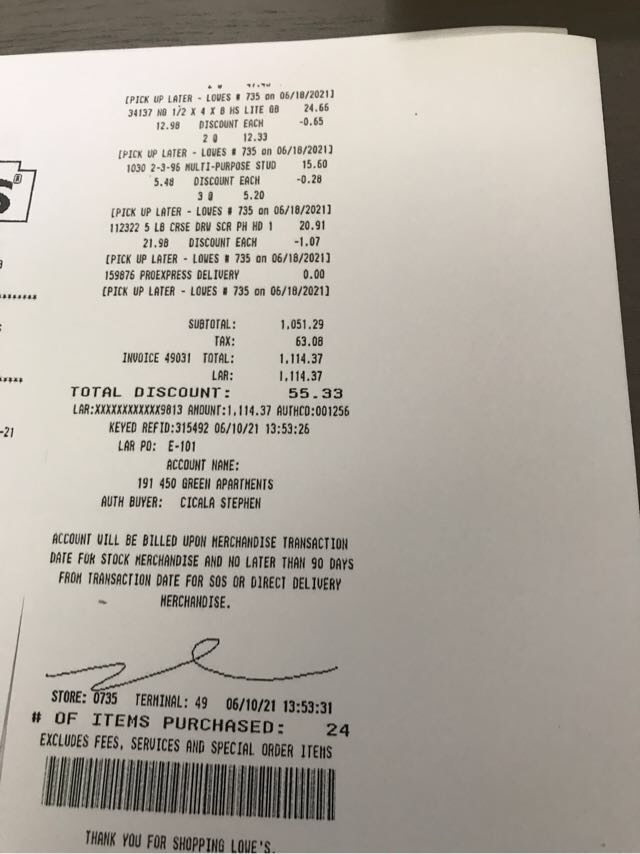 [PICK UP LATER - LOWES # 735 on 06/18/2021]
34137 NG 1/2 X 4 X 8 HS LITE GB 24.66
12.98 DISCOUNT EACH -0.65
2 @ 12.33
[PICK UP LATER - LOWES # 735 on 06/18/2021]
1030 2-3-96 MULTI-PURPOSE STUD 15.60
5.48 DISCOUNT EACH -0.28
3 @ 5.20
[PICK UP LATER - LOWES # 735 on 06/18/2021]
112322 5 LB CRSE DRW SCR PH HD 1 20.91
21.98 DISCOUNT EACH -1.07
[PICK UP LATER - LOWES # 735 on 06/18/2021]
159876 PROEXPRESS DELIVERY 0.00
[PICK UP LATER - LOWES # 735 on 06/18/2021]
SUBTOTAL: 1,051.29
TAX: 63.08
INVOICE 49031 TOTAL: 1,114.37
LAR: 1,114.37
TOTAL DISCOUNT: 55.33
LAR:XXXXXXXXXXXX9813 AMOUNT:1,114.37 AUTHCD:001256
KEYED REFID:315492 06/10/21 13:53:26
LAR PO: E-101
ACCOUNT NAME:
191 450 GREEN APARTMENTS
AUTH BUYER: CICALA STEPHEN
ACCOUNT WILL BE BILLED UPON MERCHANDISE TRANSACTION
DATE FOR STOCK MERCHANDISE AND NO LATER THAN 90 DAYS
FROM TRANSACTION DATE FOR SOS OR DIRECT DELIVERY
MERCHANDISE.
STORE: 0735 TERMINAL: 49 06/10/21 13:53:31
# OF ITEMS PURCHASED: 24
EXCLUDES FEES, SERVICES AND SPECIAL ORDER ITEMS
THANK YOU FOR SHOPPING LOWE'S.
S
-21